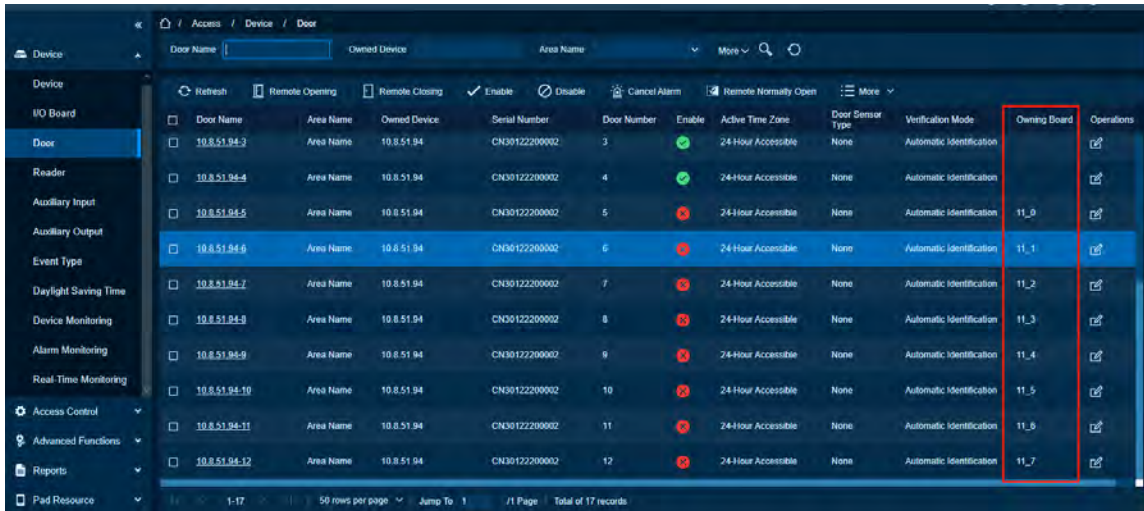 « / Access / Device / Door
Device
Door Name Owned Device Area Name More
Device
Refresh Remote Opening Remote Closing Enable Disable Cancel Alarm Remote Normally Open More
I/O Board
Door Name Area Name Owned Device Serial Number Door Number Enable Active Time Zone Door Sensor Type Verification Mode Owning Board Operations
Door
10.8.51.94-3 Area Name 10.8.51.94 CN30122200002 3 24-Hour Accessible None Automatic Identification
Reader
10.8.51.94-4 Area Name 10.8.51.94 CN30122200002 4 24-Hour Accessible None Automatic Identification
Auxiliary Input
10.8.51.94-5 Area Name 10.8.51.94 CN30122200002 5 24-Hour Accessible None Automatic Identification 11_0
Auxiliary Output
10.8.51.94-6 Area Name 10.8.51.94 CN30122200002 6 24-Hour Accessible None Automatic Identification 11_1
Event Type
10.8.51.94-7 Area Name 10.8.51.94 CN30122200002 7 24-Hour Accessible None Automatic Identification 11_2
Daylight Saving Time
10.8.51.94-8 Area Name 10.8.51.94 CN30122200002 8 24-Hour Accessible None Automatic Identification 11_3
Device Monitoring
Alarm Monitoring
10.8.51.94-9 Area Name 10.8.51.94 CN30122200002 9 24-Hour Accessible None Automatic Identification 11_4
Real-Time Monitoring
10.8.51.94-10 Area Name 10.8.51.94 CN30122200002 10 24-Hour Accessible None Automatic Identification 11_5
Access Control
10.8.51.94-11 Area Name 10.8.51.94 CN30122200002 11 24-Hour Accessible None Automatic Identification 11_6
Advanced Functions
10.8.51.94-12 Area Name 10.8.51.94 CN30122200002 12 24-Hour Accessible None Automatic Identification 11_7
Reports
Pad Resource
1-17 50 rows per page Jump To 1 /1 Page Total of 17 records